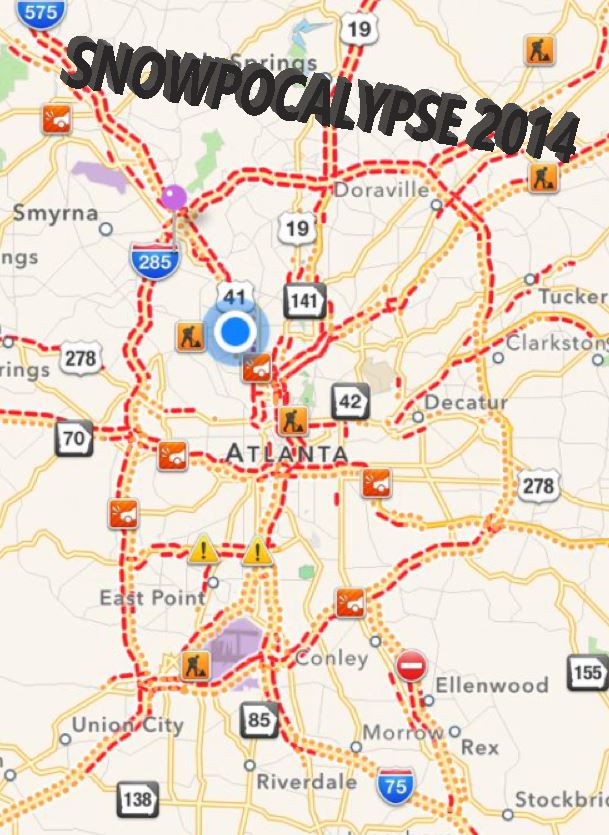 575
19
SNOWPOCALYPSE 2014
Springs
Doraville
Smyrna
19
ngs
285
41
141
Tucker
278
Clarkston
rings
42
Decatur
70
ATLANTA
278
!
!
East Point
Conley
155
Ellenwood
85
Union City
Morrow
Rex
Riverdale
75
138
Stockbri